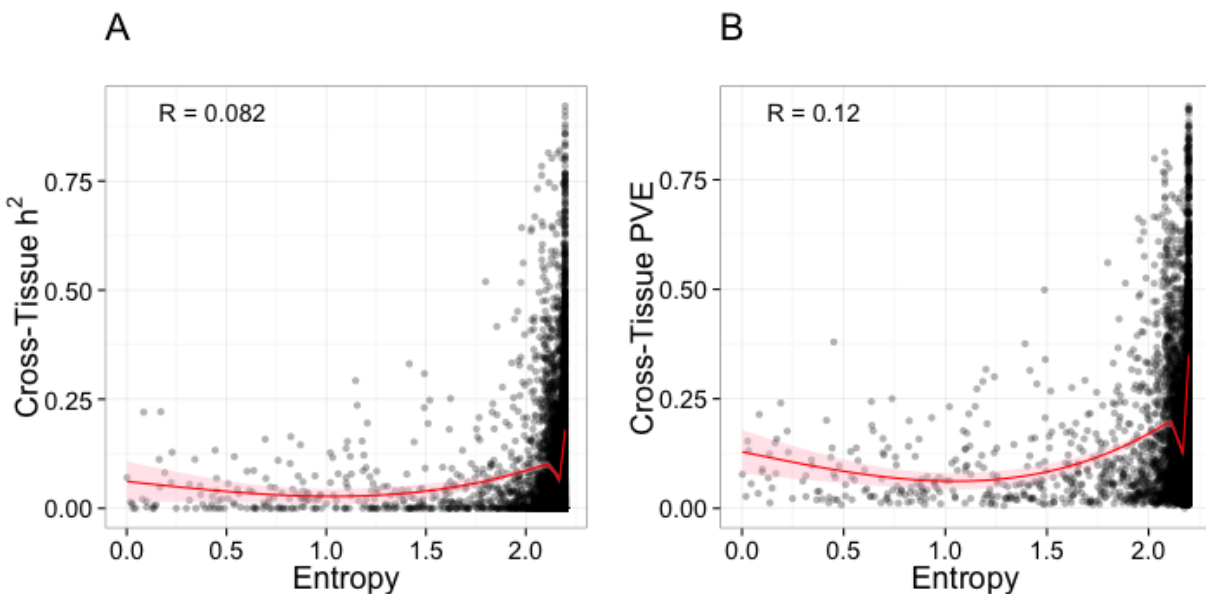 A
R = 0.082
Cross-Tissue h²
0.75
0.50
0.25
0.00
0.0 0.5 1.0 1.5 2.0
Entropy
B
R = 0.12
Cross-Tissue PVE
0.75
0.50
0.25
0.00
0.0 0.5 1.0 1.5 2.0
Entropy